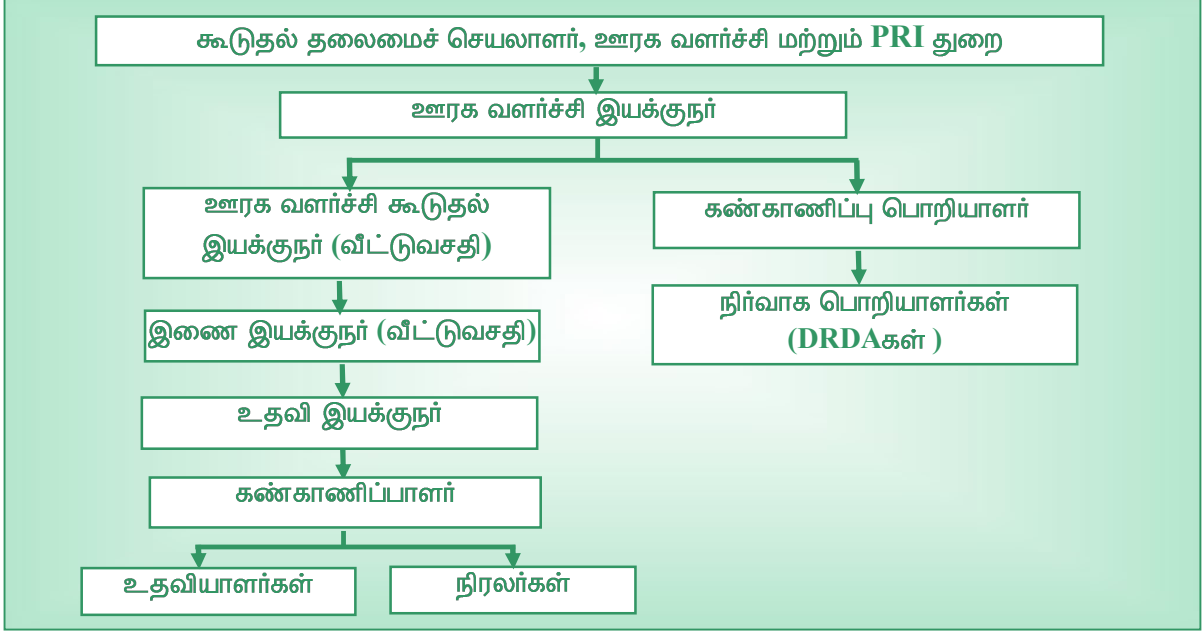 கூடுதல் தலைமைச் செயலாளர், ஊரக வளர்ச்சி மற்றும் PRI துறை
ஊரக வளர்ச்சி இயக்குநர்
ஊரக வளர்ச்சி கூடுதல்
இயக்குநர் (வீட்டுவசதி)
கண்காணிப்பு பொறியாளர்
இணை இயக்குநர் (வீட்டுவசதி)
நிர்வாக பொறியாளர்கள்
(DRDAகள் )
உதவி இயக்குநர்
கண்காணிப்பாளர்
உதவியாளர்கள்
நிரலர்கள்